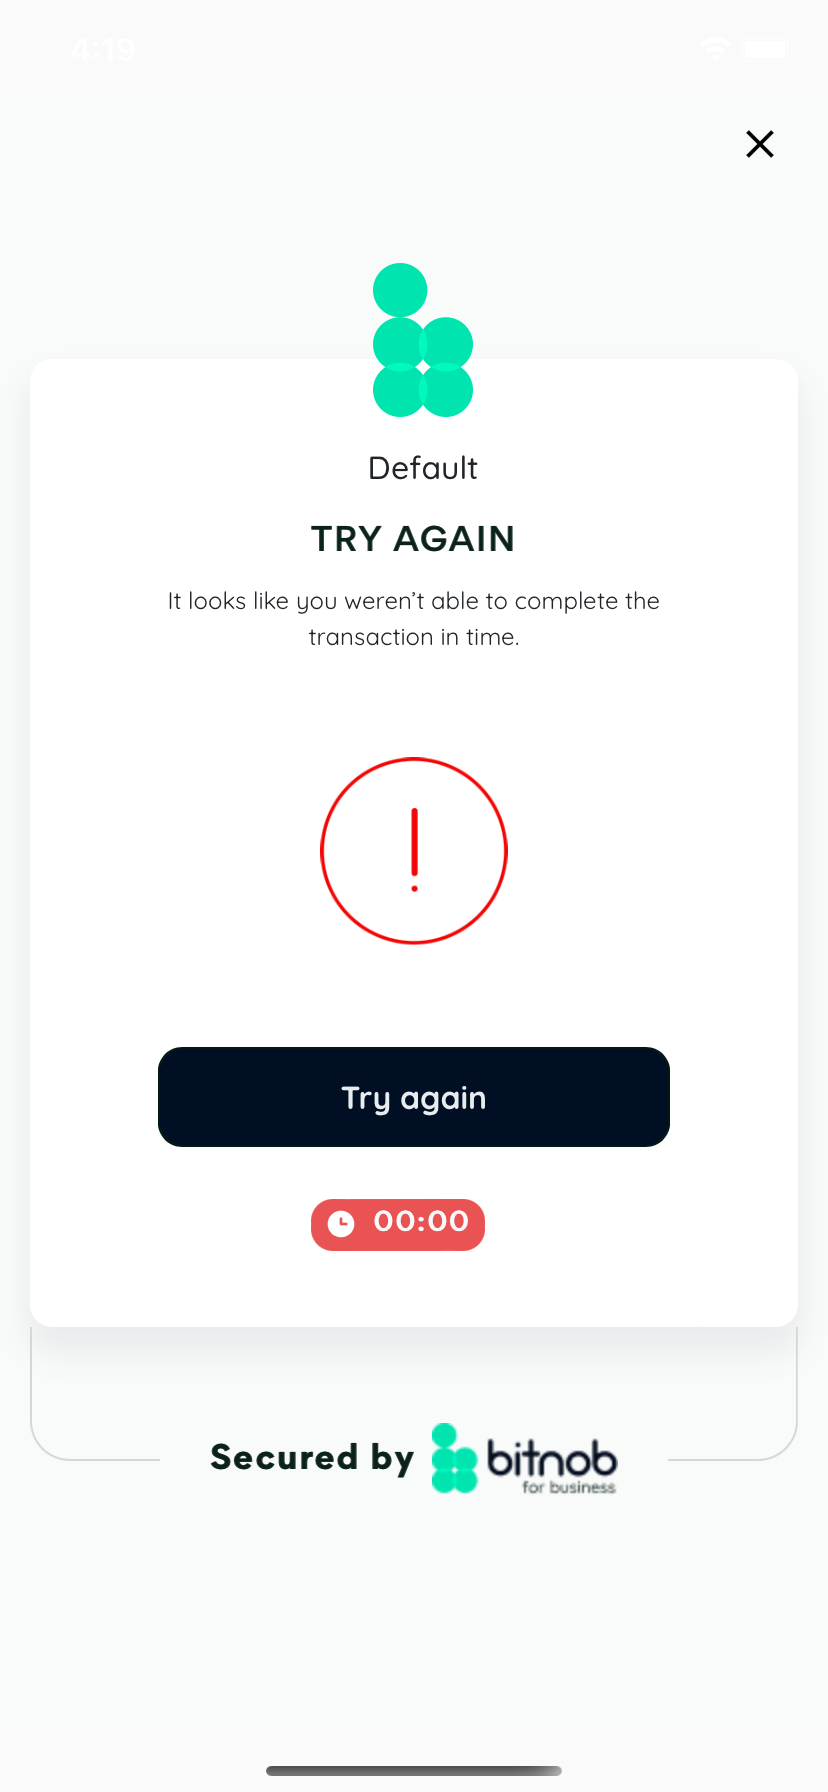 4:19
Default
TRY AGAIN
It looks like you weren’t able to complete the
transaction in time.
Try again
00:00
Secured by bitnob
for business